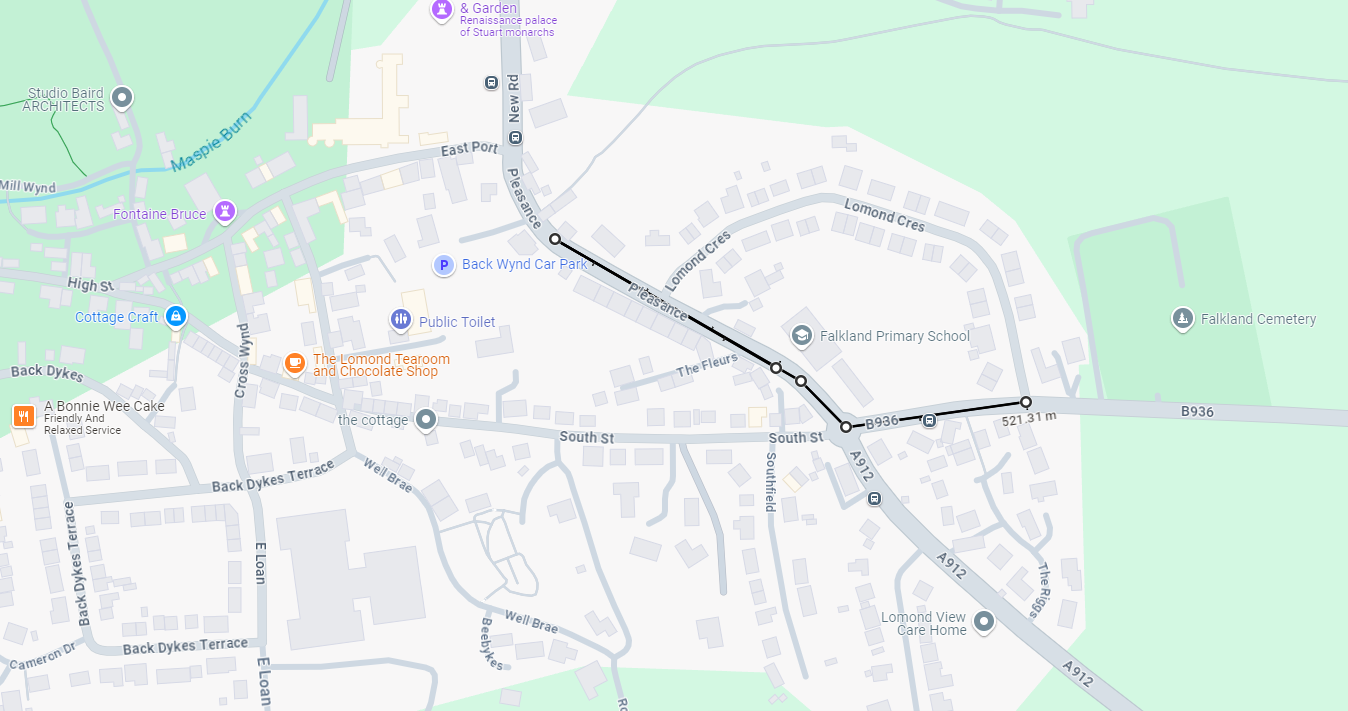 & Garden
Renaissance palace
of Stuart monarchs
Studio Baird
ARCHITECTS
New Rd
Maspie Burn
East Port
Mill Wynd
Pleasance
Fontaine Bruce
Lomond Cres
Lomond Cres
Back Wynd Car Park
High St
Pleasance
Cottage Craft
Public Toilet
Falkland Primary School
Falkland Cemetery
Cross Wynd
The Lomond Tearoom
and Chocolate Shop
The Fleurs
Back Dykes
A Bonnie Wee Cake
Friendly And
Relaxed Service
the cottage
B936
521.31 m
B936
South St
South St
A912
Back Dykes Terrace
Well Brae
Southfield
Back Dykes Terrace
E Loan
A912
The Riggs
Well Brae
Beebykes
Lomond View
Care Home
Back Dykes Terrace
Cameron Dr
E Loan
A912
Ro